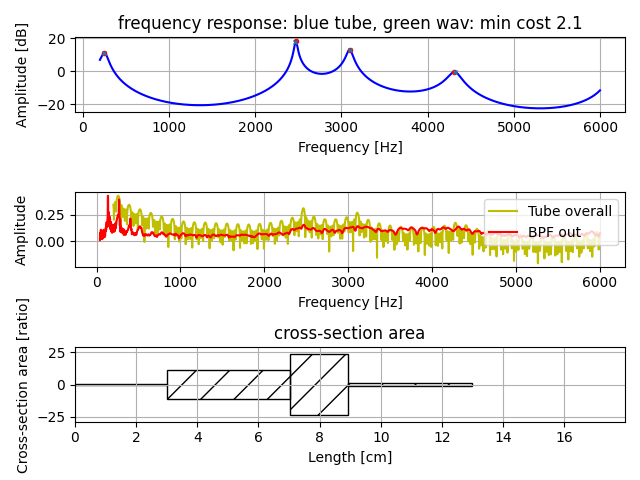 frequency response: blue tube, green wav: min cost 2.1
Amplitude [dB]
20
0
−20
0 1000 2000 3000 4000 5000 6000
Frequency [Hz]
Amplitude
0.25
0.00
Tube overall
BPF out
0 1000 2000 3000 4000 5000 6000
Frequency [Hz]
cross-section area
Cross-section area [ratio]
25
0
−25
0 2 4 6 8 10 12 14 16
Length [cm]